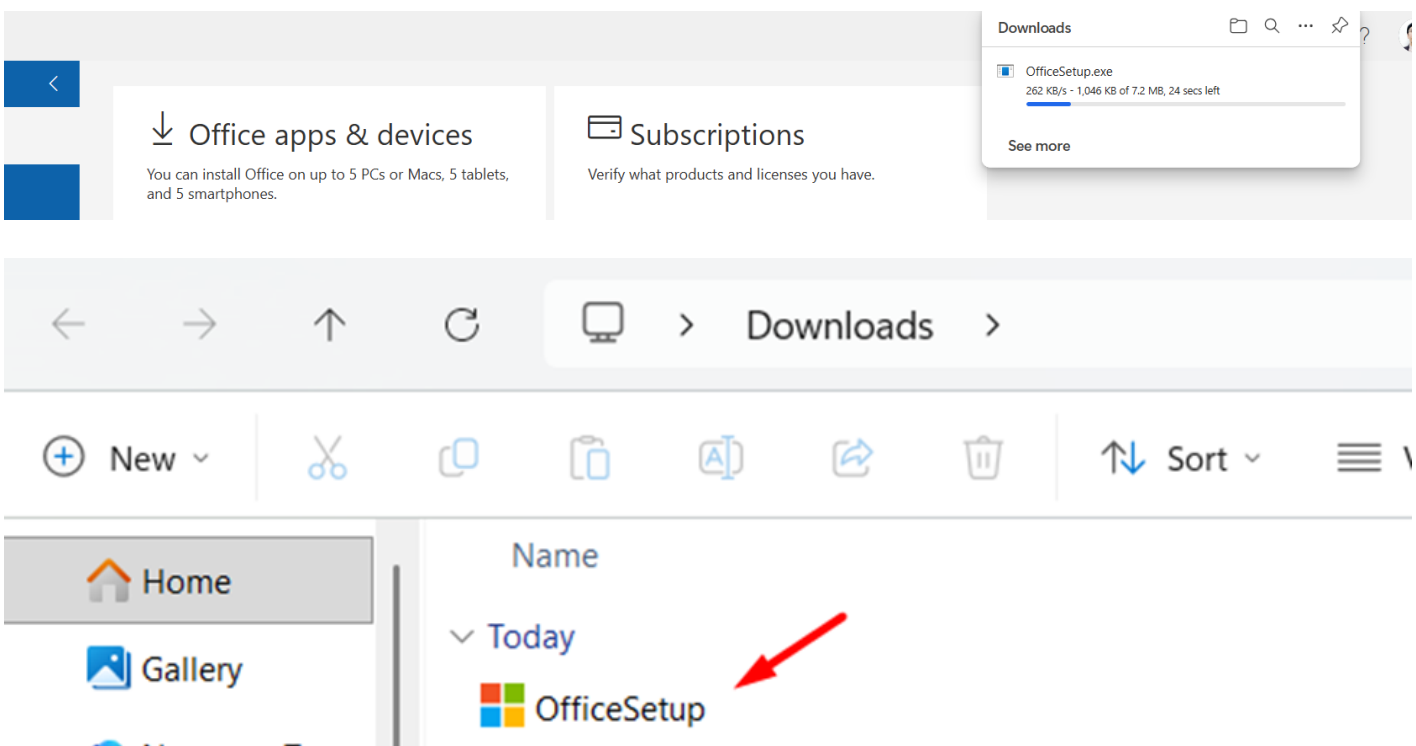 Downloads
?
OfficeSetup.exe
262 KB/s - 1,046 KB of 7.2 MB, 24 secs left
See more
Office apps & devices
You can install Office on up to 5 PCs or Macs, 5 tablets,
and 5 smartphones.
Subscriptions
Verify what products and licenses you have.
Downloads
New
Sort
Home
Gallery
Name
Today
OfficeSetup